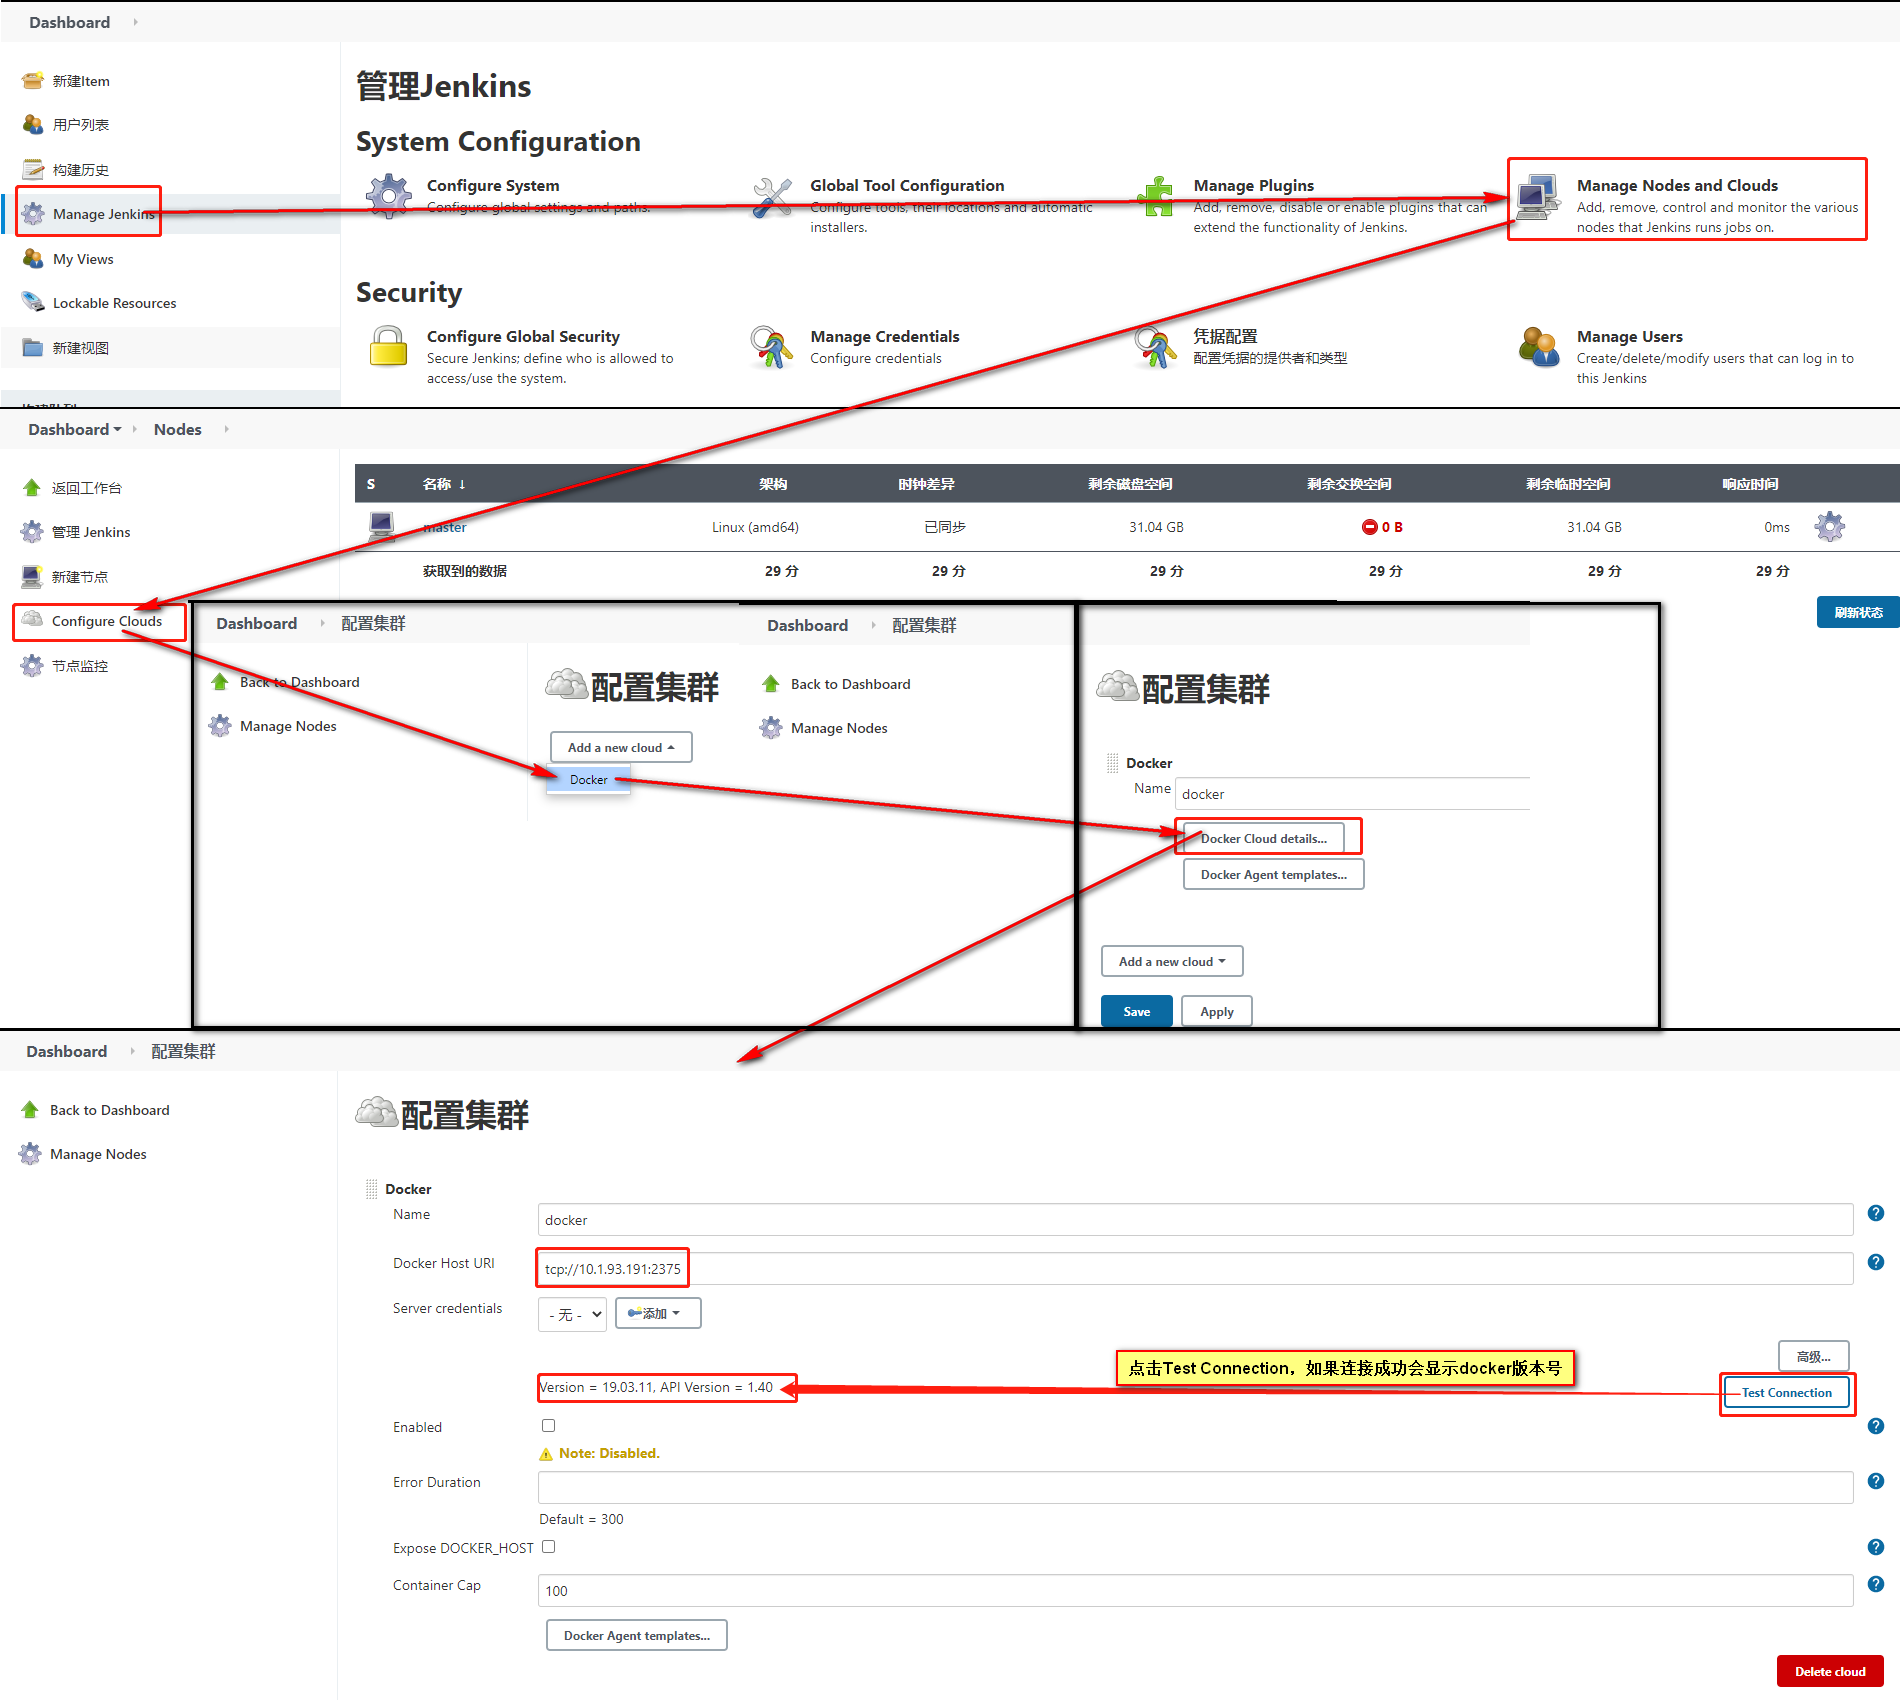 Dashboard
新建Item
用户列表
构建历史
Manage Jenkins
My Views
Lockable Resources
新建视图
管理Jenkins
System Configuration
Configure System
Configure global settings and paths.
Global Tool Configuration
Configure tools, their locations and automatic
installers.
Manage Plugins
Add, remove, disable or enable plugins that can
extend the functionality of Jenkins.
Manage Nodes and Clouds
Add, remove, control and monitor the various
nodes that Jenkins runs jobs on.
Security
Configure Global Security
Secure Jenkins; define who is allowed to
access/use the system.
Manage Credentials
Configure credentials
凭据配置
配置凭据的提供者和类型
Manage Users
Create/delete/modify users that can log in to
this Jenkins
Dashboard Nodes
返回工作台
管理 Jenkins
新建节点
Configure Clouds
节点监控
S 名称 ↓ 架构 时钟差异 剩余磁盘空间 剩余交换空间 剩余临时空间 响应时间
master Linux (amd64) 已同步 31.04 GB 0 B 31.04 GB 0ms
获取到的数据 29 分 29 分 29 分 29 分 29 分 29 分
刷新状态
Dashboard 配置集群
Back to Dashboard
Manage Nodes
配置集群
Add a new cloud
Docker
Dashboard 配置集群
Back to Dashboard
Manage Nodes
配置集群
Docker
Name docker
Docker Cloud details...
Docker Agent templates...
Add a new cloud
Save Apply
Dashboard 配置集群
Back to Dashboard
Manage Nodes
配置集群
Docker
Name docker
Docker Host URI tcp://10.1.93.191:2375
Server credentials - 无 - 添加
高级...
点击Test Connection，如果连接成功会显示docker版本号
Version = 19.03.11, API Version = 1.40
Test Connection
Enabled
Note: Disabled.
Error Duration
Default = 300
Expose DOCKER_HOST
Container Cap 100
Docker Agent templates...
Delete cloud